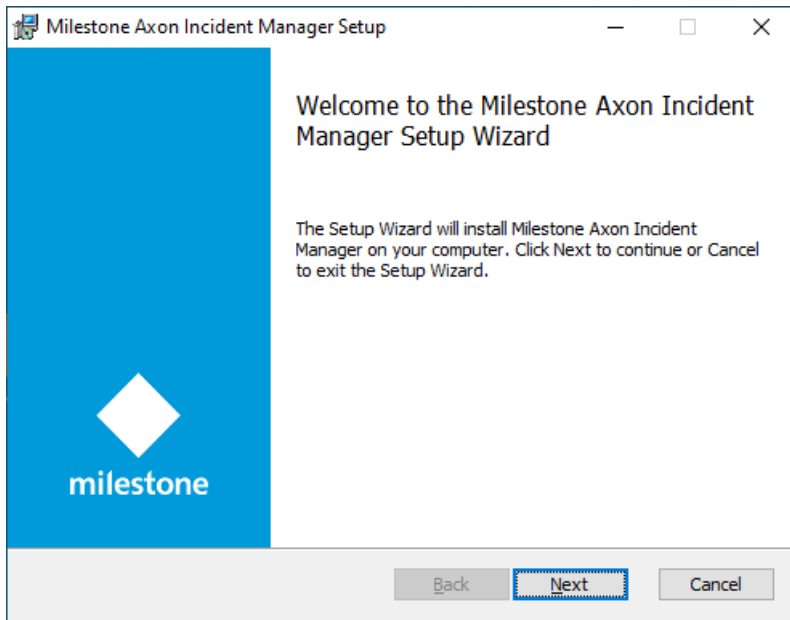 Milestone Axon Incident Manager Setup
Welcome to the Milestone Axon Incident
Manager Setup Wizard
The Setup Wizard will install Milestone Axon Incident
Manager on your computer. Click Next to continue or Cancel
to exit the Setup Wizard.
milestone
Back Next Cancel